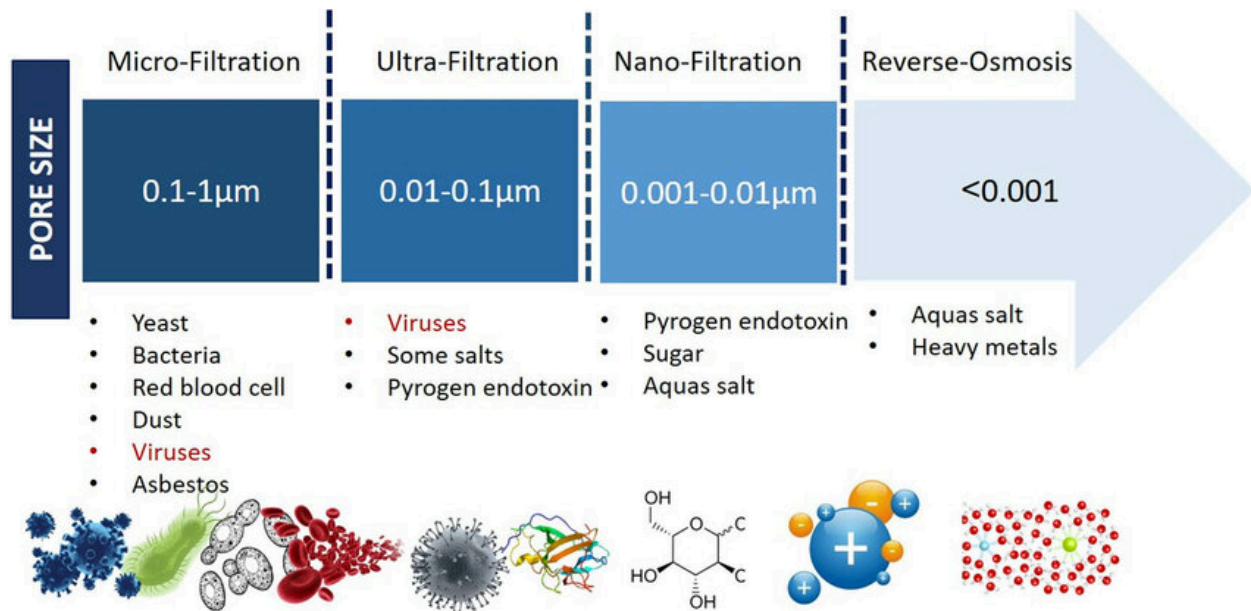 Micro-Filtration
Ultra-Filtration
Nano-Filtration
Reverse-Osmosis
PORE SIZE
0.1-1µm
0.01-0.1µm
0.001-0.01µm
<0.001
• Yeast
• Bacteria
• Red blood cell
• Dust
• Viruses
• Asbestos
• Viruses
• Some salts
• Pyrogen endotoxin
• Pyrogen endotoxin
• Sugar
• Aquas salt
• Aquas salt
• Heavy metals
OH
O
C
HO
C
OH
-
+
+
-
+
-
+
+